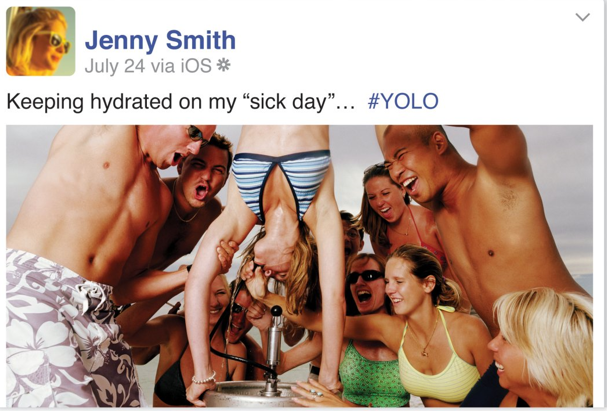 Jenny Smith
July 24 via iOS
Keeping hydrated on my “sick day”… #YOLO